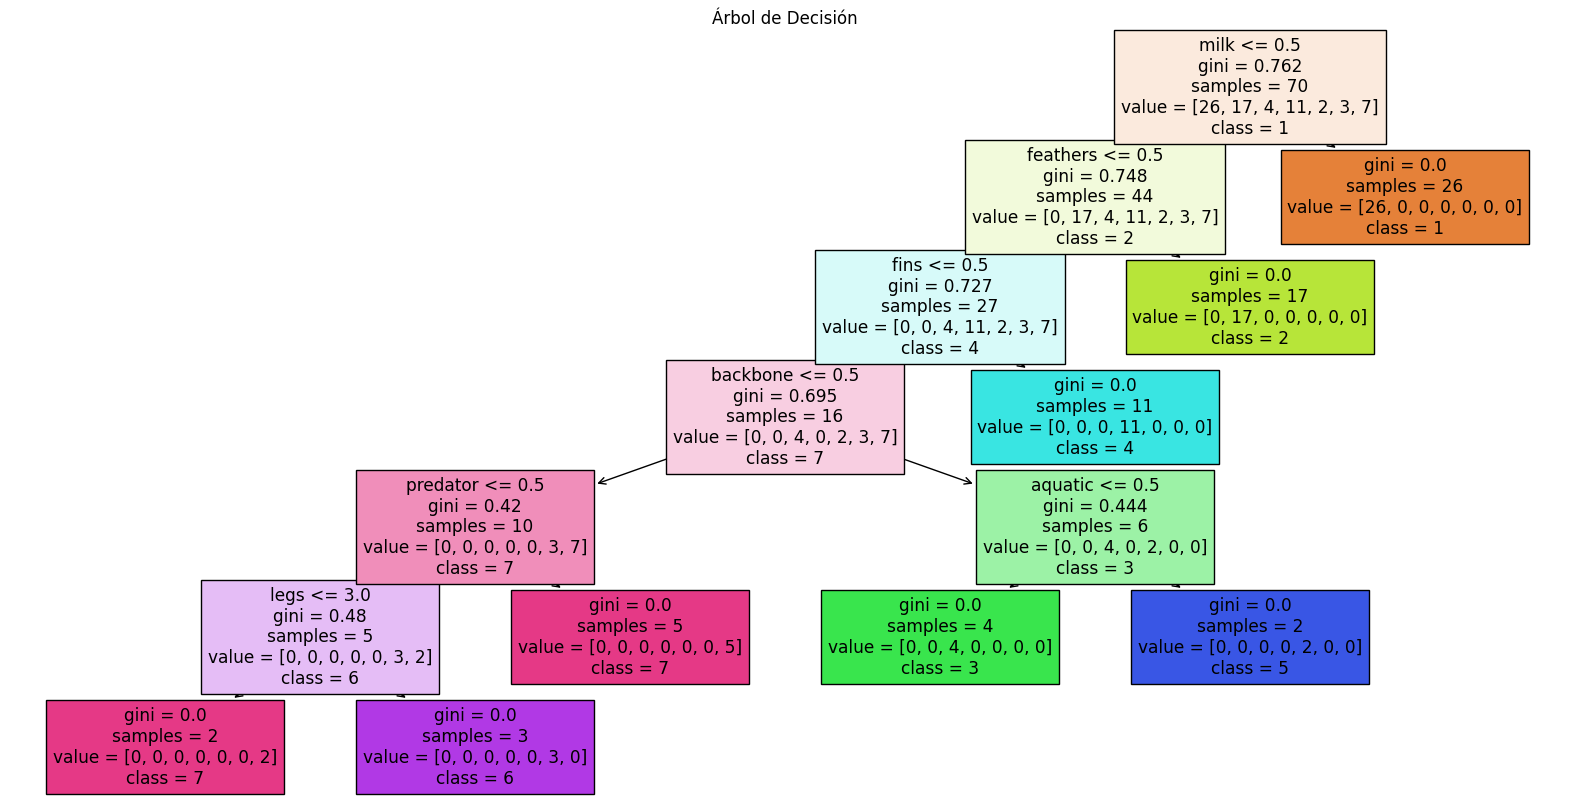 Árbol de Decisión
milk <= 0.5
gini = 0.762
samples = 70
value = [26, 17, 4, 11, 2, 3, 7]
class = 1
feathers <= 0.5
gini = 0.748
samples = 44
value = [0, 17, 4, 11, 2, 3, 7]
class = 2
gini = 0.0
samples = 26
value = [26, 0, 0, 0, 0, 0, 0]
class = 1
fins <= 0.5
gini = 0.727
samples = 27
value = [0, 0, 4, 11, 2, 3, 7]
class = 4
gini = 0.0
samples = 17
value = [0, 17, 0, 0, 0, 0, 0]
class = 2
backbone <= 0.5
gini = 0.695
samples = 16
value = [0, 0, 4, 0, 2, 3, 7]
class = 7
gini = 0.0
samples = 11
value = [0, 0, 0, 11, 0, 0, 0]
class = 4
predator <= 0.5
gini = 0.42
samples = 10
value = [0, 0, 0, 0, 0, 3, 7]
class = 7
aquatic <= 0.5
gini = 0.444
samples = 6
value = [0, 0, 4, 0, 2, 0, 0]
class = 3
legs <= 3.0
gini = 0.48
samples = 5
value = [0, 0, 0, 0, 0, 3, 2]
class = 6
gini = 0.0
samples = 5
value = [0, 0, 0, 0, 0, 0, 5]
class = 7
gini = 0.0
samples = 4
value = [0, 0, 4, 0, 0, 0, 0]
class = 3
gini = 0.0
samples = 2
value = [0, 0, 0, 0, 2, 0, 0]
class = 5
gini = 0.0
samples = 2
value = [0, 0, 0, 0, 0, 0, 2]
class = 7
gini = 0.0
samples = 3
value = [0, 0, 0, 0, 0, 3, 0]
class = 6